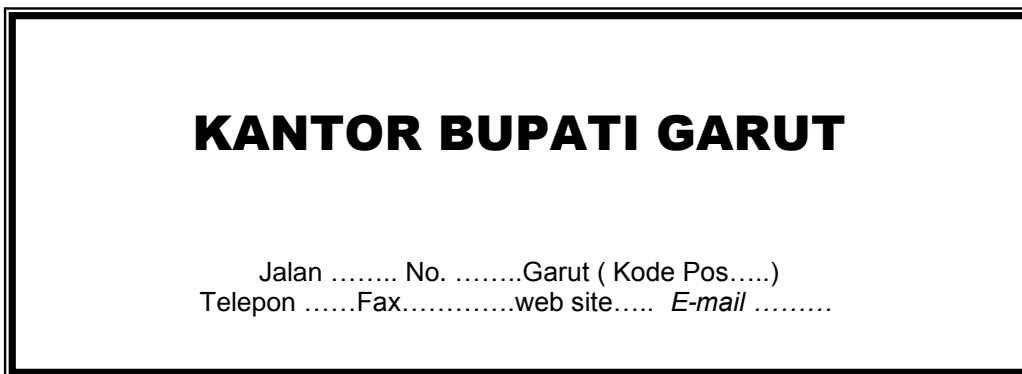 KANTOR BUPATI GARUT
Jalan …….. No. ……..Garut ( Kode Pos…..)
Telepon ……Fax………….web site….. E-mail ………